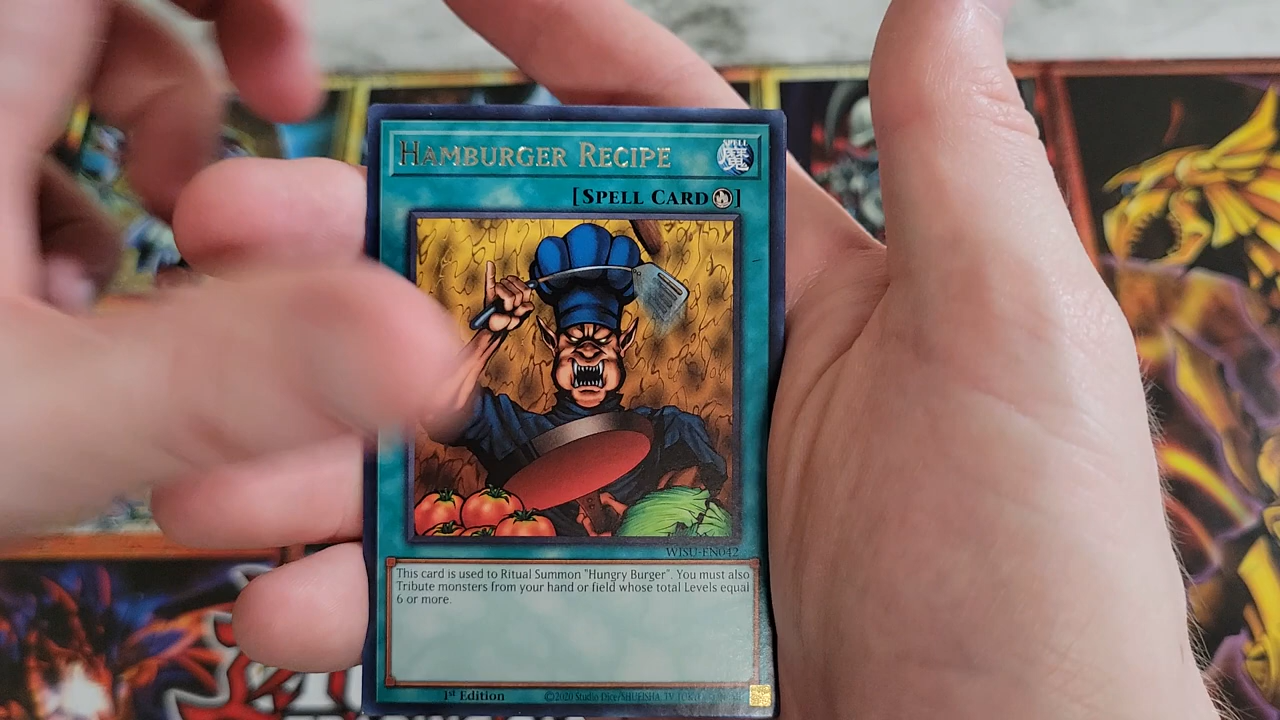 HAMBURGER RECIPE
SPELL
魔
[SPELL CARD]
WISU-EN042
This card is used to Ritual Summon "Hungry Burger". You must also
Tribute monsters from your hand or field whose total Levels equal
6 or more.
1st Edition
©2020 Studio Dice/SHUEISHA, TV TOKYO